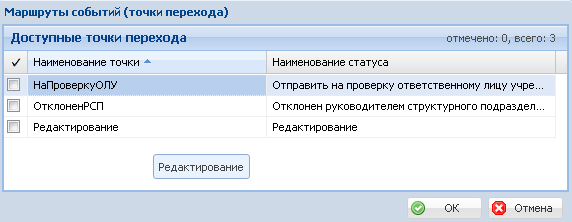 Маршруты событий (точки перехода)
Доступные точки перехода отмечено: 0, всего: 3
Наименование точки Наименование статуса
НаПроверкуОЛУ Отправить на проверку ответственному лицу учре...
ОтклоненРСП Отклонен руководителем структурного подраздел...
Редактирование Редактирование
Редактирование
OK Отмена